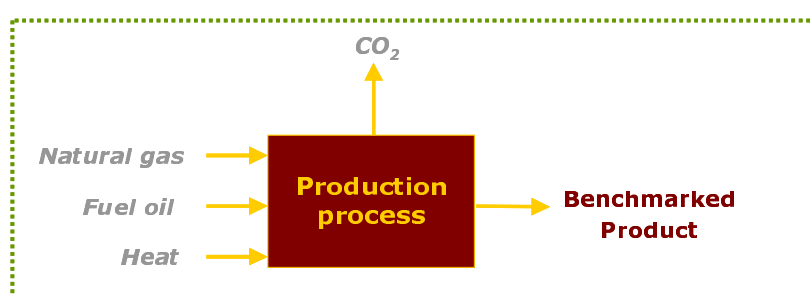 CO₂
Natural gas
Fuel oil
Heat
Production
process
Benchmarked
Product